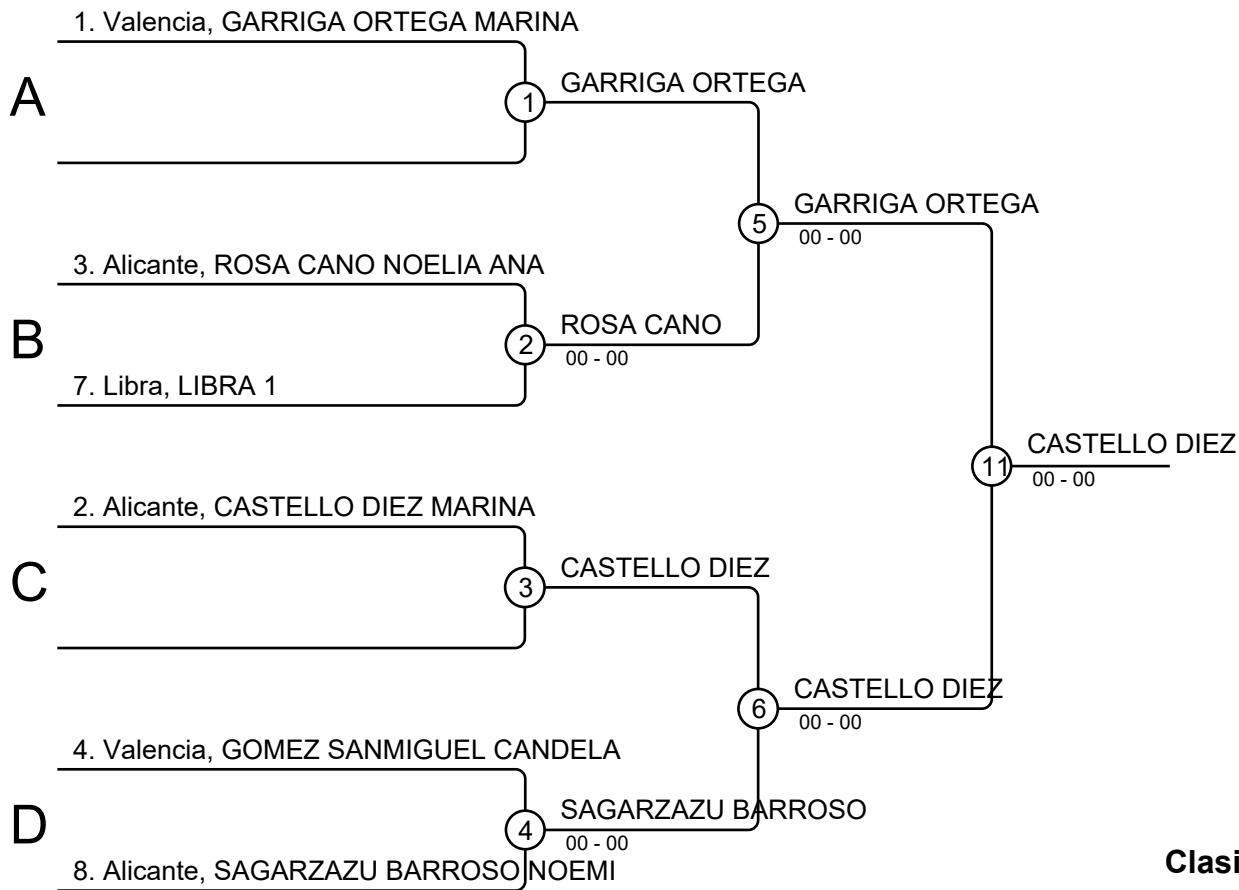 1. Valencia, GARRIGA ORTEGA MARINA
A
1
GARRIGA ORTEGA
5
GARRIGA ORTEGA
00 - 00
3. Alicante, ROSA CANO NOELIA ANA
B
2
ROSA CANO
00 - 00
7. Libra, LIBRA 1
11
CASTELLO DIEZ
00 - 00
2. Alicante, CASTELLO DIEZ MARINA
C
3
CASTELLO DIEZ
6
CASTELLO DIEZ
00 - 00
4. Valencia, GOMEZ SANMIGUEL CANDELA
D
4
SAGARZAZU BARROSO
00 - 00
8. Alicante, SAGARZAZU BARROSO NOEMI
Clasi